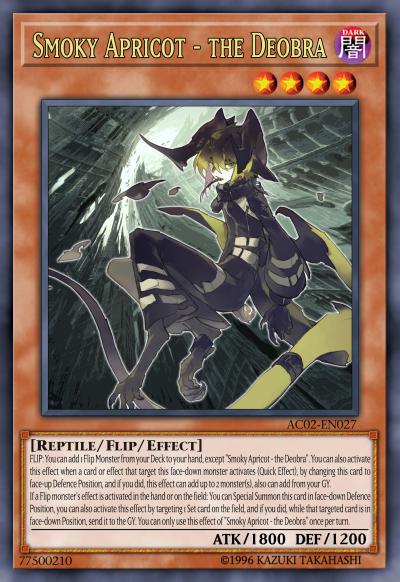 SMOKY APRICOT - THE DEOBRA
DARK
闇
AC02-EN027
[REPTILE/FLIP/EFFECT]
FLIP: You can add 1 Flip Monster from your Deck to your hand, except "Smoky Apricot - the Deobra". You can also activate
this effect when a card or effect that target this face-down monster activates (Quick Effect), by changing this card to
face-up Defence Position, and if you did, this effect can add up to 2 monster(s), also can add from your GY.
If a Flip monster's effect is activated in the hand or on the field: You can Special Summon this card in face-down Defence
Position, you can also activate this effect by targeting 1 Set card on the field, and if you did, while that targeted card is in
face-down Position, send it to the GY. You can only use this effect of "Smoky Apricot - the Deobra" once per turn.
ATK/1800 DEF/1200
77500210
©1996 KAZUKI TAKAHASHI